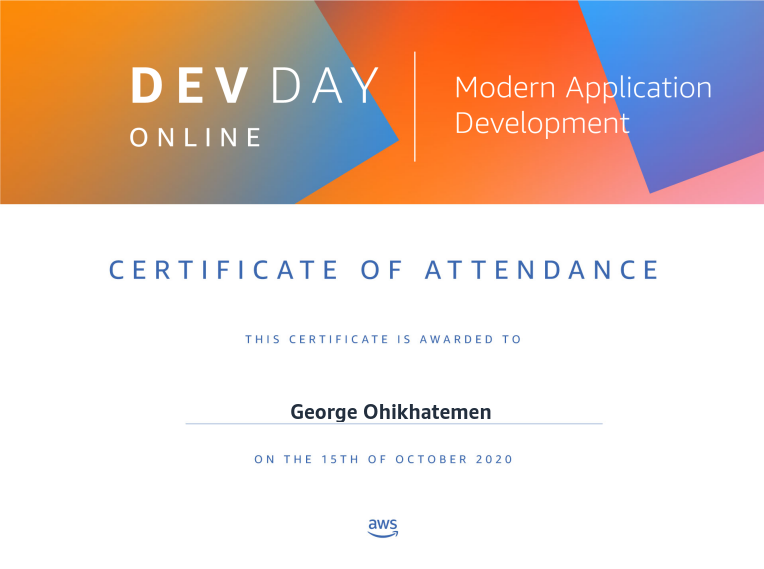 DEV DAY
ONLINE
Modern Application
Development
CERTIFICATE OF ATTENDANCE
THIS CERTIFICATE IS AWARDED TO
George Ohikhatemen
ON THE 15TH OF OCTOBER 2020
aws